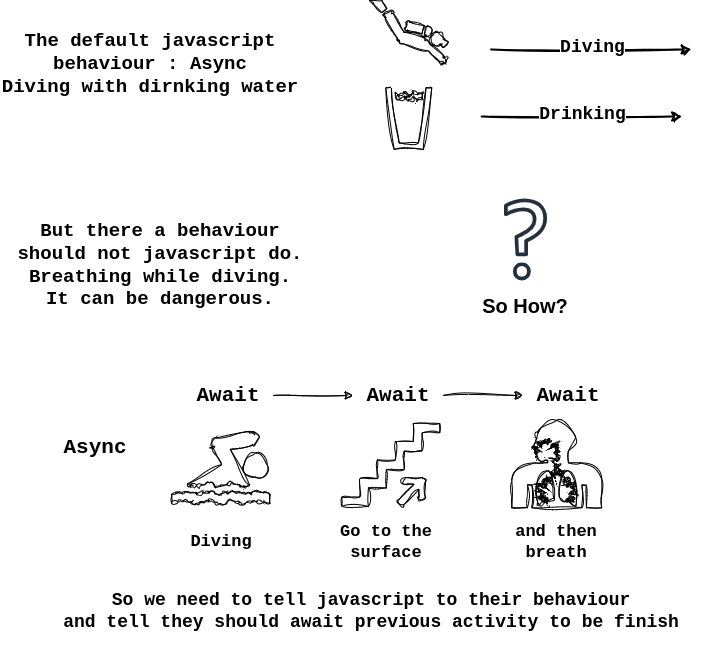 The default javascript
behaviour : Async
Diving with dirnking water
Diving
Drinking
But there a behaviour
should not javascript do.
Breathing while diving.
It can be dangerous.
So How?
Await
Await
Await
Async
Diving
Go to the
surface
and then
breath
So we need to tell javascript to their behaviour
and tell they should await previous activity to be finish